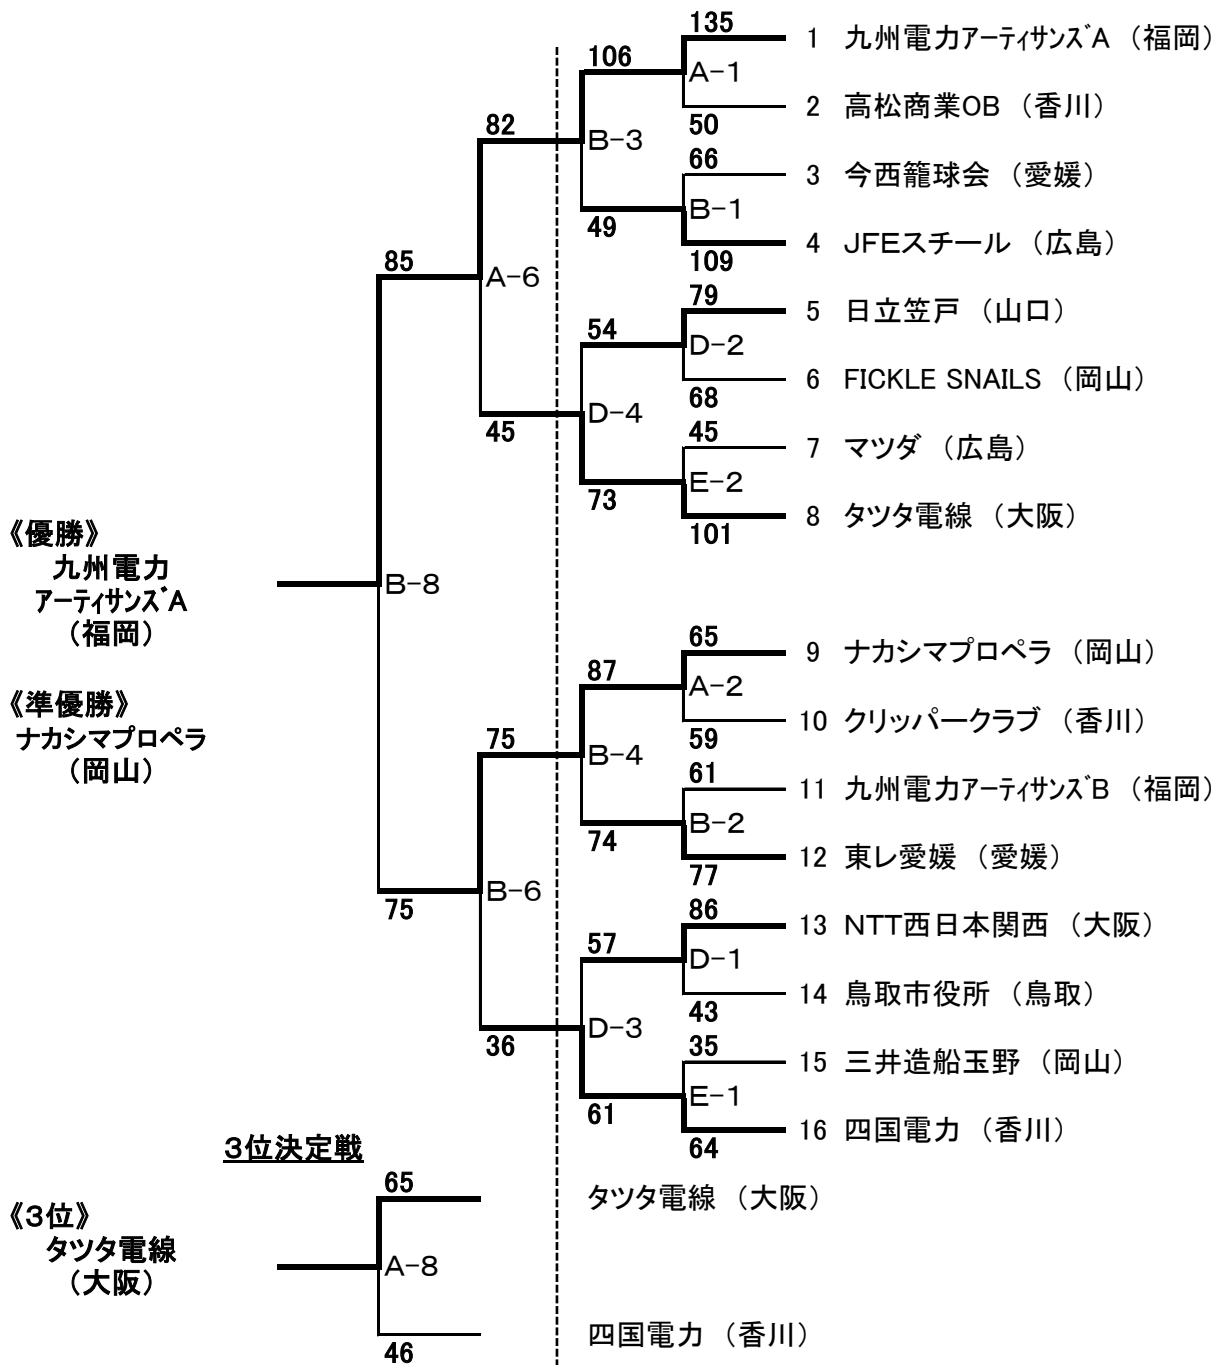 135
1 九州電力アーティサンズA （福岡）
106
A-1
82
2 高松商業OB （香川）
50
B-3
66
3 今西籠球会 （愛媛）
B-1
49
4 JFEスチール （広島）
85
109
A-6
79
5 日立笠戸 （山口）
54
D-2
6 FICKLE SNAILS （岡山）
68
D-4
45
45
7 マツダ （広島）
E-2
73
8 タツタ電線 （大阪）
101
《優勝》
九州電力
アーティサンズA
（福岡）
B-8
65
9 ナカシマプロペラ （岡山）
87
A-2
《準優勝》
ナカシマプロペラ
（岡山）
75
10 クリッパークラブ （香川）
59
B-4
61
11 九州電力アーティサンズB （福岡）
B-2
74
12 東レ愛媛 （愛媛）
77
B-6
75
86
13 NTT西日本関西 （大阪）
57
D-1
14 鳥取市役所 （鳥取）
43
D-3
36
35
15 三井造船玉野 （岡山）
E-1
61
16 四国電力 （香川）
64
3位決定戦
65
タツタ電線 （大阪）
《3位》
タツタ電線
（大阪）
A-8
四国電力 （香川）
46